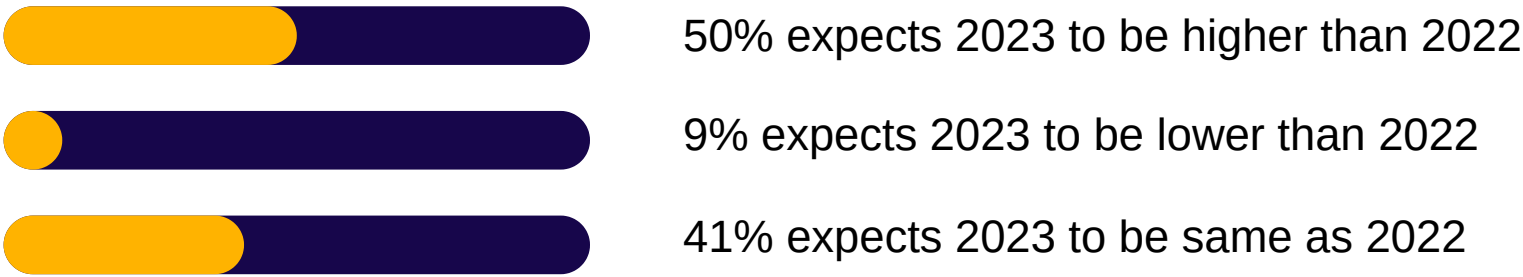 50% expects 2023 to be higher than 2022
9% expects 2023 to be lower than 2022
41% expects 2023 to be same as 2022